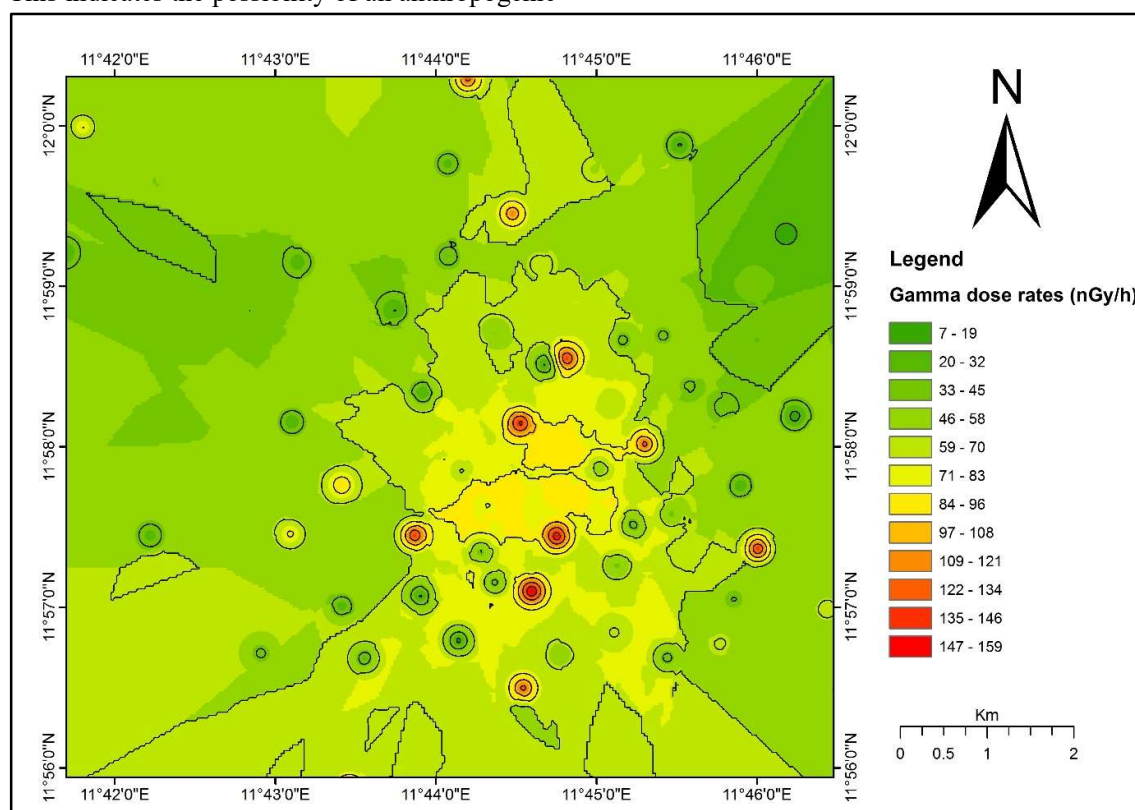 This indicates the possibility of an anthropogenic
11°42'0"E 11°43'0"E 11°44'0"E 11°45'0"E 11°46'0"E
12°0'0"N 12°0'0"N
11°59'0"N 11°59'0"N
11°58'0"N 11°58'0"N
11°57'0"N 11°57'0"N
11°56'0"N 11°56'0"N
11°42'0"E 11°43'0"E 11°44'0"E 11°45'0"E 11°46'0"E
N
Legend
Gamma dose rates (nGy/h)
7 - 19
20 - 32
33 - 45
46 - 58
59 - 70
71 - 83
84 - 96
97 - 108
109 - 121
122 - 134
135 - 146
147 - 159
Km
0 0.5 1 2